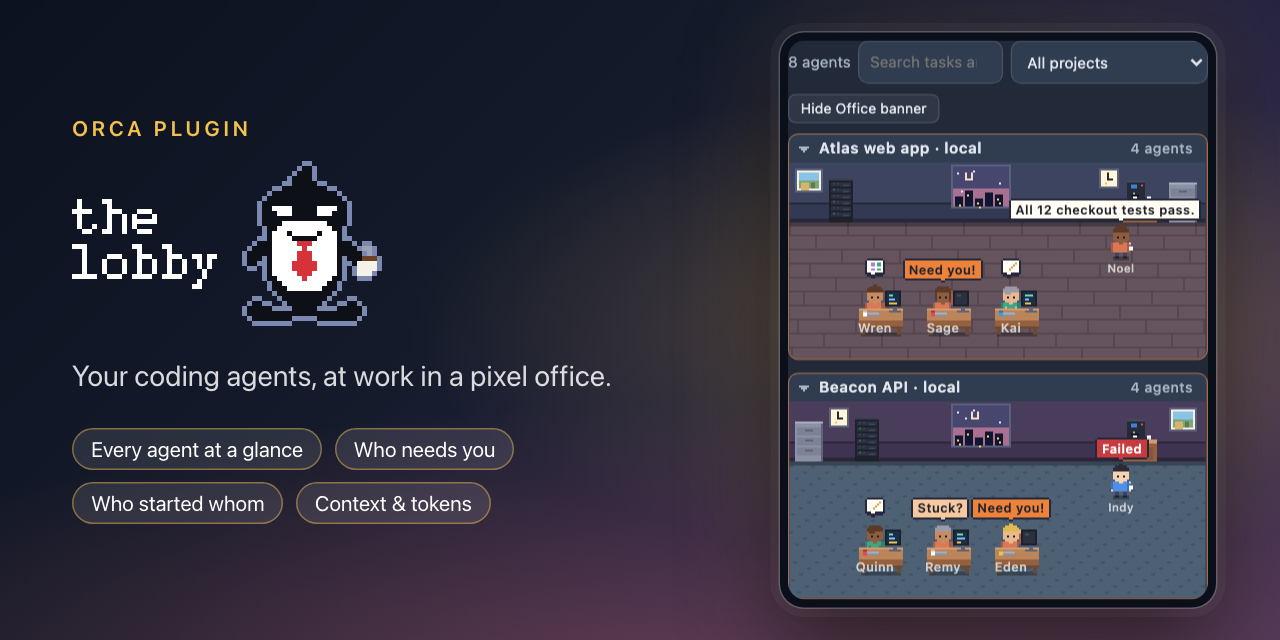 ORCA PLUGIN
the
lobby
Your coding agents, at work in a pixel office.
Every agent at a glance
Who needs you
Who started whom
Context & tokens
8 agents
Search tasks a
All projects
Hide Office banner
Atlas web app · local
4 agents
All 12 checkout tests pass.
Noel
Need you!
Wren
Sage
Kai
Beacon API · local
4 agents
Failed
Indy
Stuck?
Need you!
Quinn
Remy
Eden